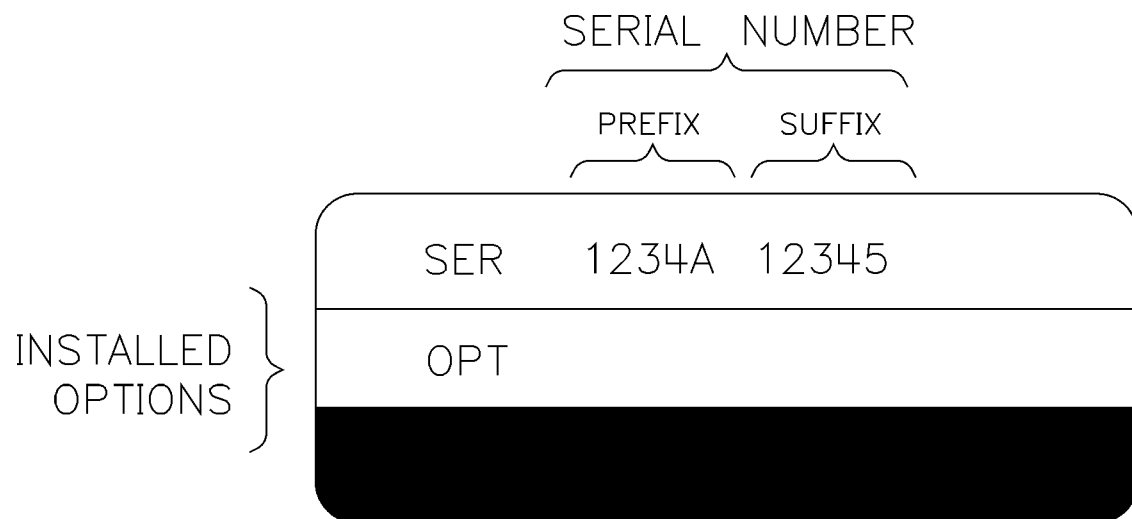 SERIAL NUMBER
PREFIX SUFFIX
SER 1234A 12345
INSTALLED
OPTIONS
OPT